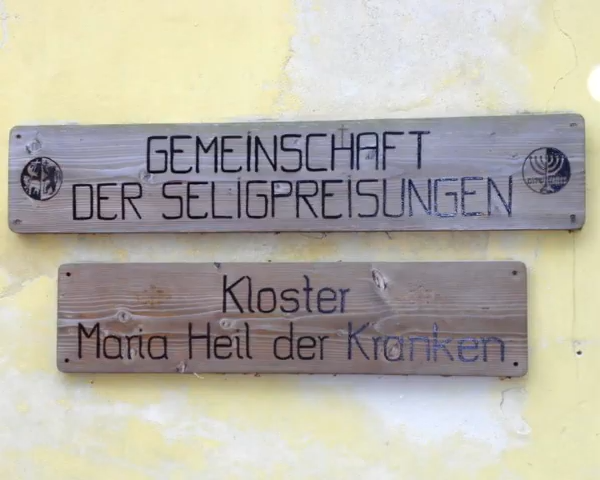 GEMEINSCHAFT
DER SELIGPREISUNGEN
Kloster
Maria Heil der Kranken